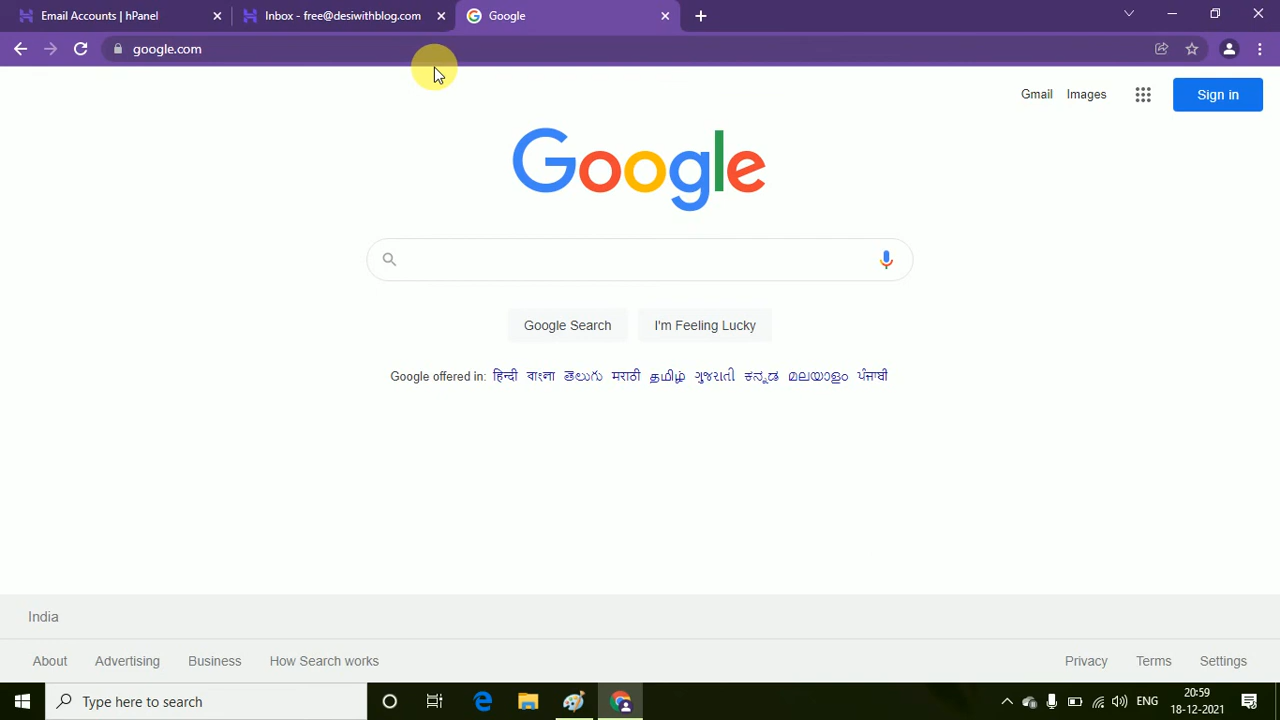 Email Accounts | hPanel
Inbox - free@desiwithblog.com
Google
google.com
Gmail Images
Sign in
Google
Google Search
I'm Feeling Lucky
Google offered in: हिन्दी বাংলা తెలుగు मराठी தமிழ் ગુજરાતી ಕನ್ನಡ മലയാളം ਪੰਜਾਬੀ
India
About Advertising Business How Search works
Privacy Terms Settings
Type here to search
ENG
20:59
18-12-2021